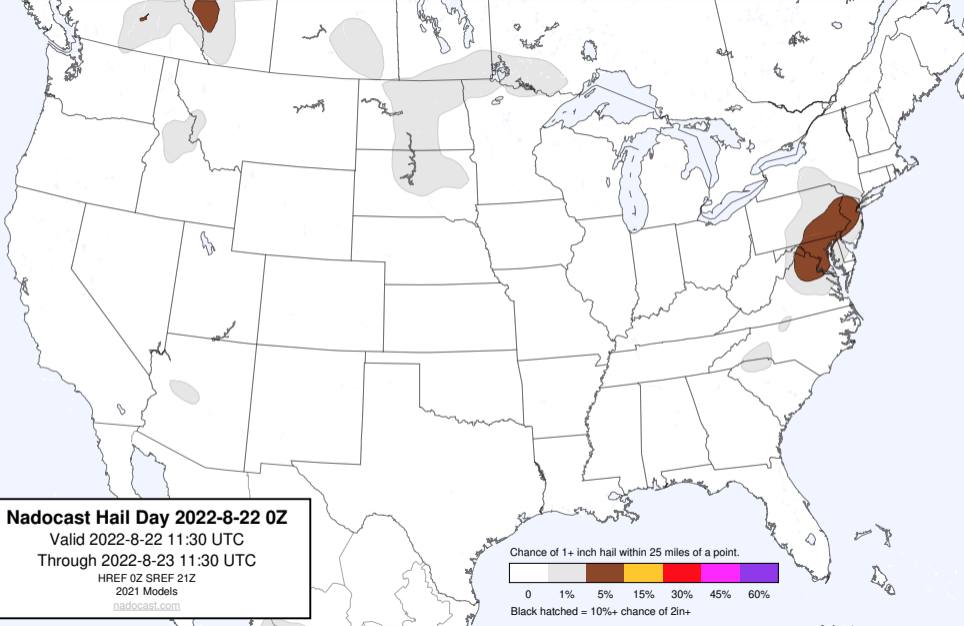 Nadocast Hail Day 2022-8-22 0Z
Valid 2022-8-22 11:30 UTC
Through 2022-8-23 11:30 UTC
HREF 0Z SREF 21Z
2021 Models
nadocast.com
Chance of 1+ inch hail within 25 miles of a point.
0 1% 5% 15% 30% 45% 60%
Black hatched = 10%+ chance of 2in+